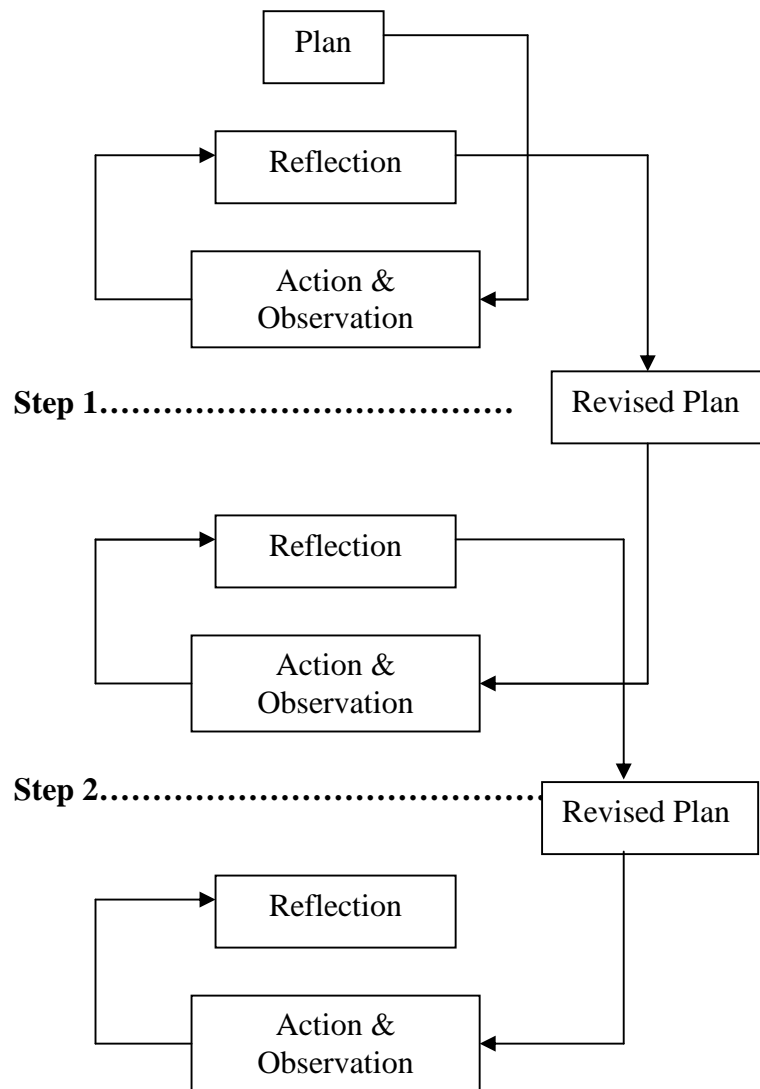 Plan
Reflection
Action &
Observation
Step 1.......................................
Revised Plan
Reflection
Action &
Observation
Step 2..........................................
Revised Plan
Reflection
Action &
Observation